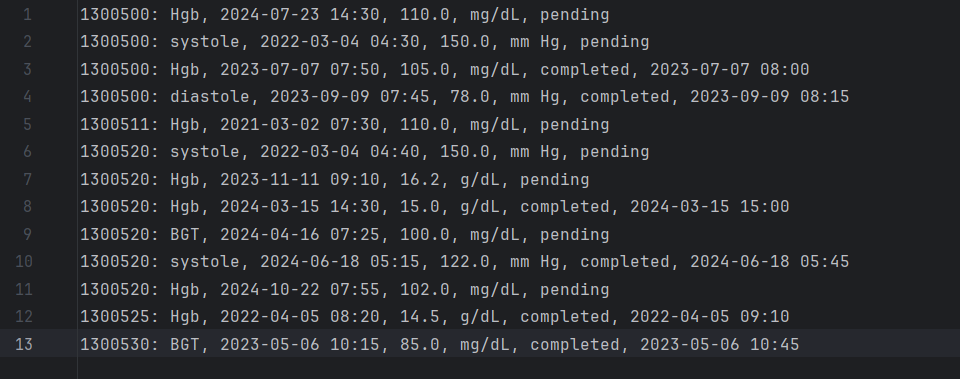 1 1300500: Hgb, 2024-07-23 14:30, 110.0, mg/dL, pending
2 1300500: systole, 2022-03-04 04:30, 150.0, mm Hg, pending
3 1300500: Hgb, 2023-07-07 07:50, 105.0, mg/dL, completed, 2023-07-07 08:00
4 1300500: diastole, 2023-09-09 07:45, 78.0, mm Hg, completed, 2023-09-09 08:15
5 1300511: Hgb, 2021-03-02 07:30, 110.0, mg/dL, pending
6 1300520: systole, 2022-03-04 04:40, 150.0, mm Hg, pending
7 1300520: Hgb, 2023-11-11 09:10, 16.2, g/dL, pending
8 1300520: Hgb, 2024-03-15 14:30, 15.0, g/dL, completed, 2024-03-15 15:00
9 1300520: BGT, 2024-04-16 07:25, 100.0, mg/dL, pending
10 1300520: systole, 2024-06-18 05:15, 122.0, mm Hg, completed, 2024-06-18 05:45
11 1300520: Hgb, 2024-10-22 07:55, 102.0, mg/dL, pending
12 1300525: Hgb, 2022-04-05 08:20, 14.5, g/dL, completed, 2022-04-05 09:10
13 1300530: BGT, 2023-05-06 10:15, 85.0, mg/dL, completed, 2023-05-06 10:45